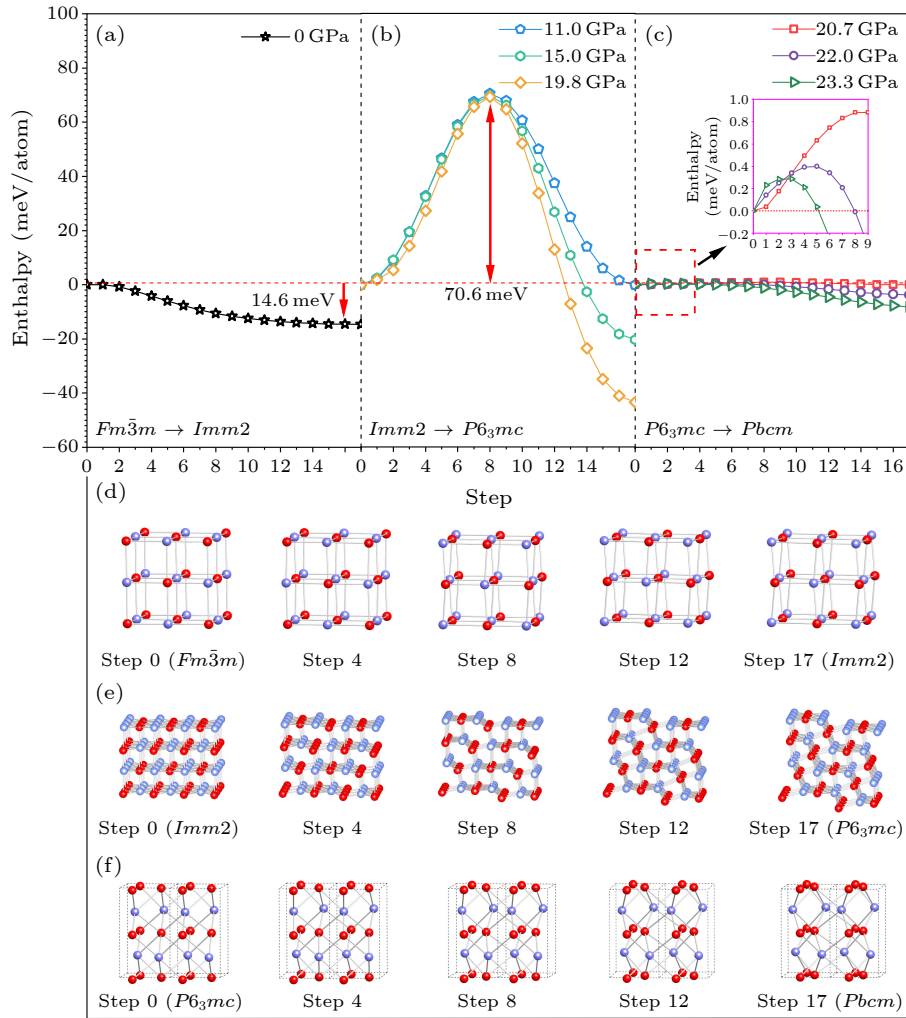 100
80
60
40
20
0
−20
−40
−60
Enthalpy (meV/atom)
(a)
0 GPa
14.6 meV
Fm3̄m → Imm2
0 2 4 6 8 10 12 14
(b)
11.0 GPa
15.0 GPa
19.8 GPa
70.6 meV
Imm2 → P6₃mc
0 2 4 6 8 10 12 14
(c)
20.7 GPa
22.0 GPa
23.3 GPa
Enthalpy
(meV/atom)
1.0
0.8
0.6
0.4
0.2
0.0
−0.2
0 1 2 3 4 5 6 7 8 9
P6₃mc → Pbcm
0 2 4 6 8 10 12 14 16
Step
(d)
Step 0 (Fm3̄m) Step 4 Step 8 Step 12 Step 17 (Imm2)
(e)
Step 0 (Imm2) Step 4 Step 8 Step 12 Step 17 (P6₃mc)
(f)
Step 0 (P6₃mc) Step 4 Step 8 Step 12 Step 17 (Pbcm)